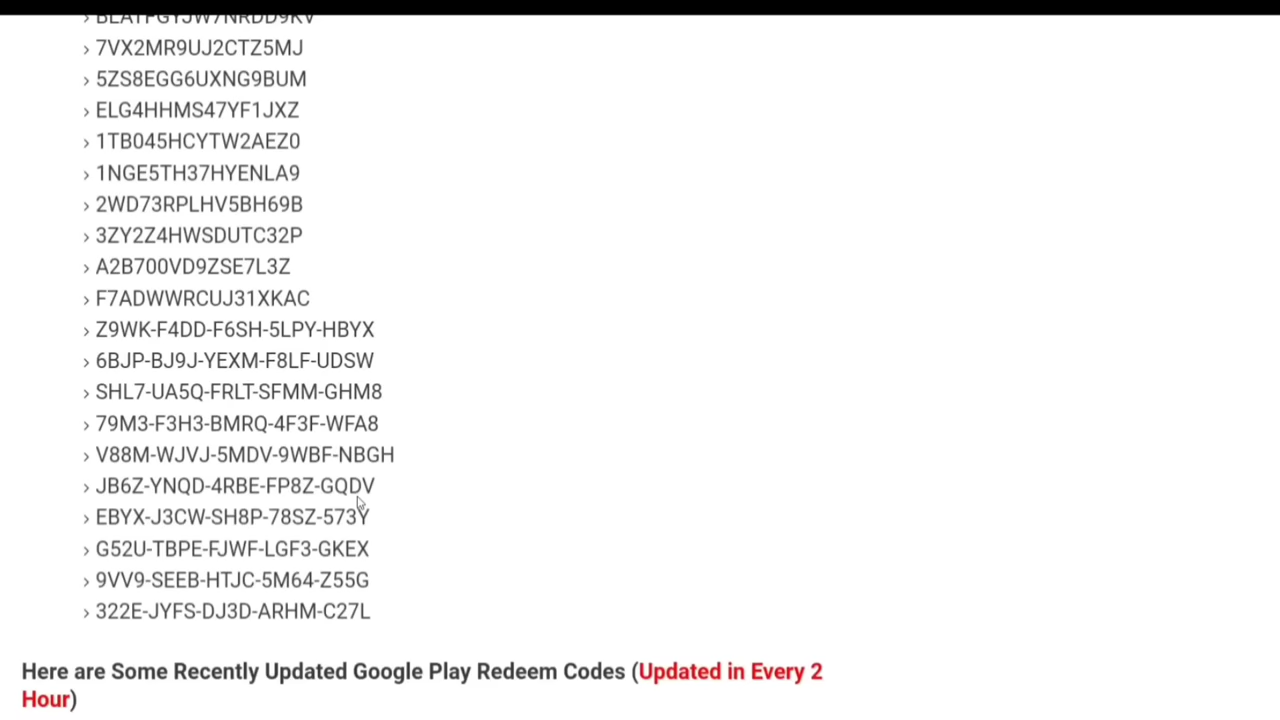 › BLATFGYJW7NRDD9KV
› 7VX2MR9UJ2CTZ5MJ
› 5ZS8EGG6UXNG9BUM
› ELG4HHMS47YF1JXZ
› 1TB045HCYTW2AEZ0
› 1NGE5TH37HYENLA9
› 2WD73RPLHV5BH69B
› 3ZY2Z4HWSDUTC32P
› A2B700VD9ZSE7L3Z
› F7ADWWRCUJ31XKAC
› Z9WK-F4DD-F6SH-5LPY-HBYX
› 6BJP-BJ9J-YEXM-F8LF-UDSW
› SHL7-UA5Q-FRLT-SFMM-GHM8
› 79M3-F3H3-BMRQ-4F3F-WFA8
› V88M-WJVJ-5MDV-9WBF-NBGH
› JB6Z-YNQD-4RBE-FP8Z-GQDV
› EBYX-J3CW-SH8P-78SZ-573Y
› G52U-TBPE-FJWF-LGF3-GKEX
› 9VV9-SEEB-HTJC-5M64-Z55G
› 322E-JYFS-DJ3D-ARHM-C27L
Here are Some Recently Updated Google Play Redeem Codes (Updated in Every 2
Hour)